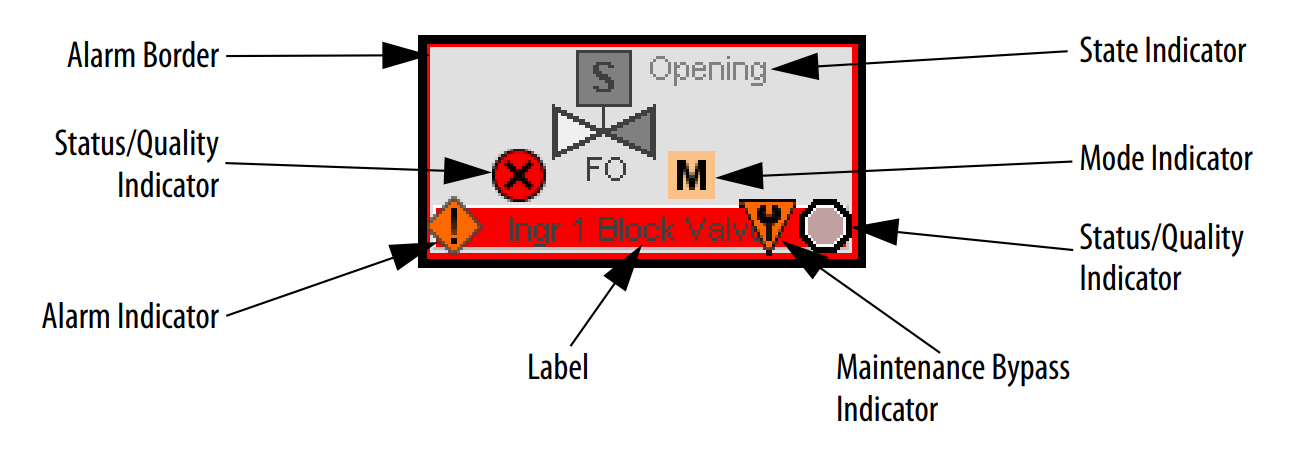 Alarm Border
State Indicator
S
Opening
Status/Quality
Indicator
Mode Indicator
FO
M
!
Ingr 1 Block Valv
Status/Quality
Indicator
Alarm Indicator
Label
Maintenance Bypass
Indicator